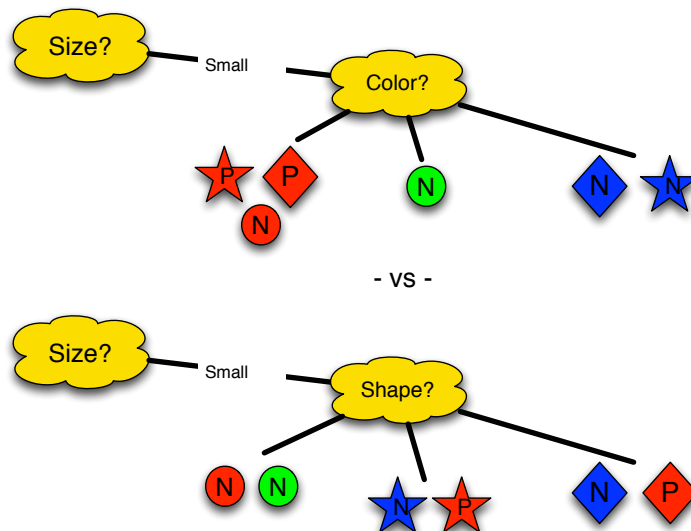 Size?
Small
Color?
P P N N N
N
- vs -
Size?
Small
Shape?
N N N P N P